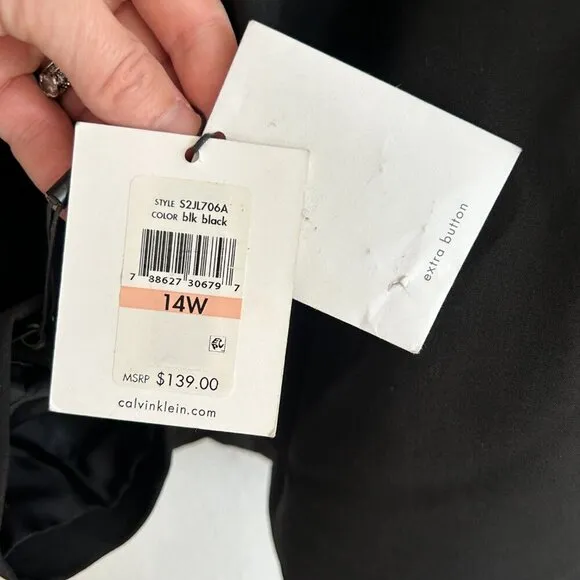 STYLE S2JL706A
COLOR blk black
7 88627 30679 7
14W
MSRP $139.00
calvinklein.com
extra button